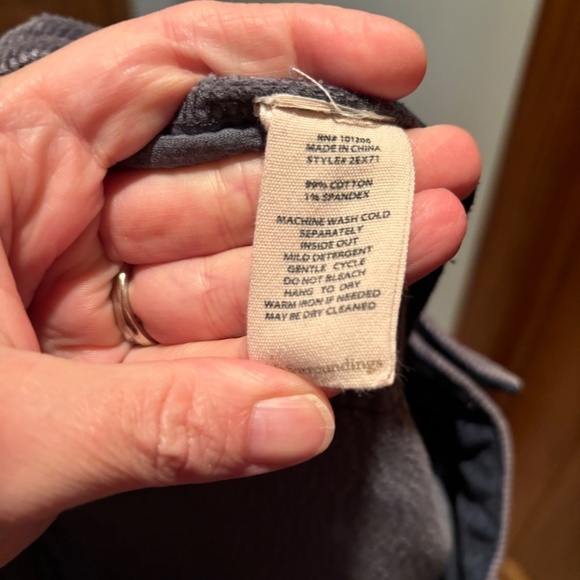 RN# 101206
MADE IN CHINA
STYLE# 2EX71
99% COTTON
1% SPANDEX
MACHINE WASH COLD
SEPARATELY
INSIDE OUT
MILD DETERGENT
GENTLE CYCLE
DO NOT BLEACH
HANG TO DRY
WARM IRON IF NEEDED
MAY BE DRY CLEANED